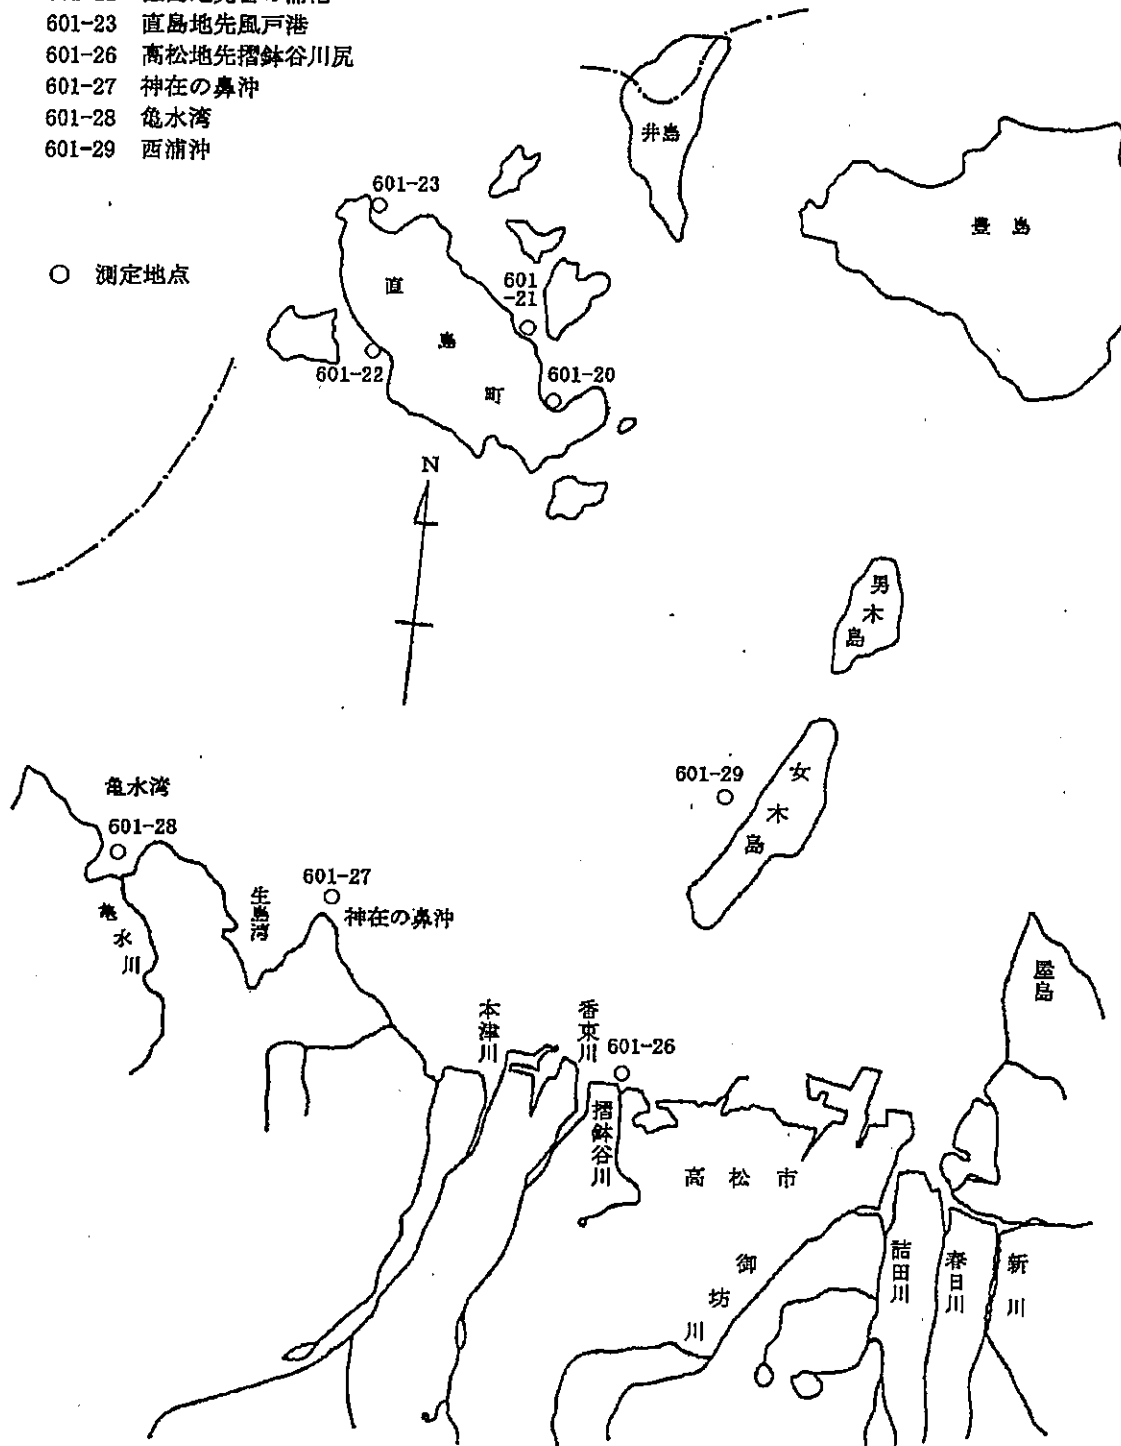 601-23 直島地先風戸港
601-26 高松地先摺鉢谷川尻
601-27 神在の鼻沖
601-28 亀水湾
601-29 西浦沖
○ 測定地点
井島
豊島
601-23
直島町
601
-21
601-22
601-20
N
男木島
女木島
601-29
亀水湾
601-28
亀水川
生島湾
601-27
神在の鼻沖
屋島
本津川
香東川
601-26
摺鉢谷川
高松市
御坊川
詰田川
春日川
新川